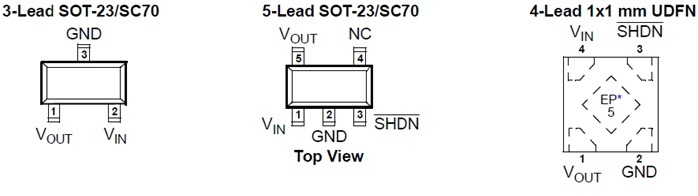 3-Lead SOT-23/SC70
GND
3
1
2
VOUT
VIN
5-Lead SOT-23/SC70
VOUT
NC
5
4
1
2
3
VIN
GND
SHDN
Top View
4-Lead 1x1 mm UDFN
VIN
SHDN
4
3
EP*
5
1
2
VOUT
GND